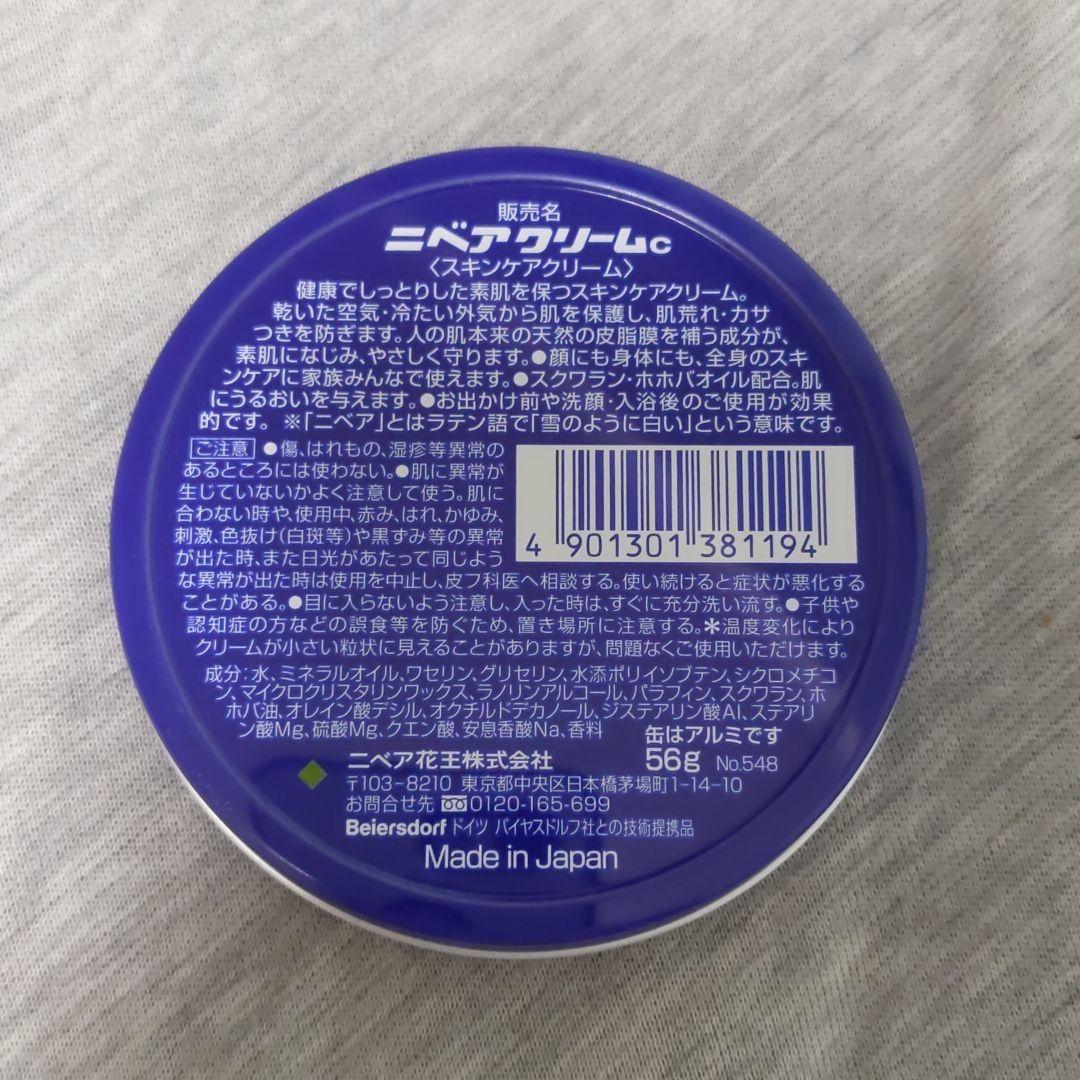 販売名
ニベアクリームc
〈スキンケアクリーム〉
健康でしっとりした素肌を保つスキンケアクリーム。
乾いた空気・冷たい外気から肌を保護し、肌荒れ・カサ
つきを防ぎます。人の肌本来の天然の皮脂膜を補う成分が、
素肌になじみ、やさしく守ります。●顔にも身体にも、全身のスキ
ンケアに家族みんなで使えます。●スクワラン・ホホバオイル配合。肌
にうるおいを与えます。●お出かけ前や洗顔・入浴後のご使用が効果
的です。 ※「ニベア」とはラテン語で「雪のように白い」という意味です。
ご注意 ●傷、はれもの、湿疹等異常の
あるところには使わない。●肌に異常が
生じていないかよく注意して使う。肌に
合わない時や、使用中、赤み、はれ、かゆみ、
刺激、色抜け(白斑等)や黒ずみ等の異常
が出た時、また日光があたって同じよう
な異常が出た時は使用を中止し、皮フ科医へ相談する。使い続けると症状が悪化する
ことがある。●目に入らないよう注意し、入った時は、すぐに充分洗い流す。●子供や
認知症の方などの誤食等を防ぐため、置き場所に注意する。＊温度変化により
クリームが小さい粒状に見えることがありますが、問題なくご使用いただけます。
4 901301 381194
成分:水、ミネラルオイル、ワセリン、グリセリン、水添ポリイソブテン、シクロメチコ
ン、マイクロクリスタリンワックス、ラノリンアルコール、パラフィン、スクワラン、ホ
ホバ油、オレイン酸デシル、オクチルドデカノール、ジステアリン酸Al、ステアリ
ン酸Mg、硫酸Mg、クエン酸、安息香酸Na、香料
缶はアルミです
56g No.548
ニベア花王株式会社
〒103-8210 東京都中央区日本橋茅場町1-14-10
お問合せ先 0120-165-699
Beiersdorf ドイツ バイヤスドルフ社との技術提携品
Made in Japan